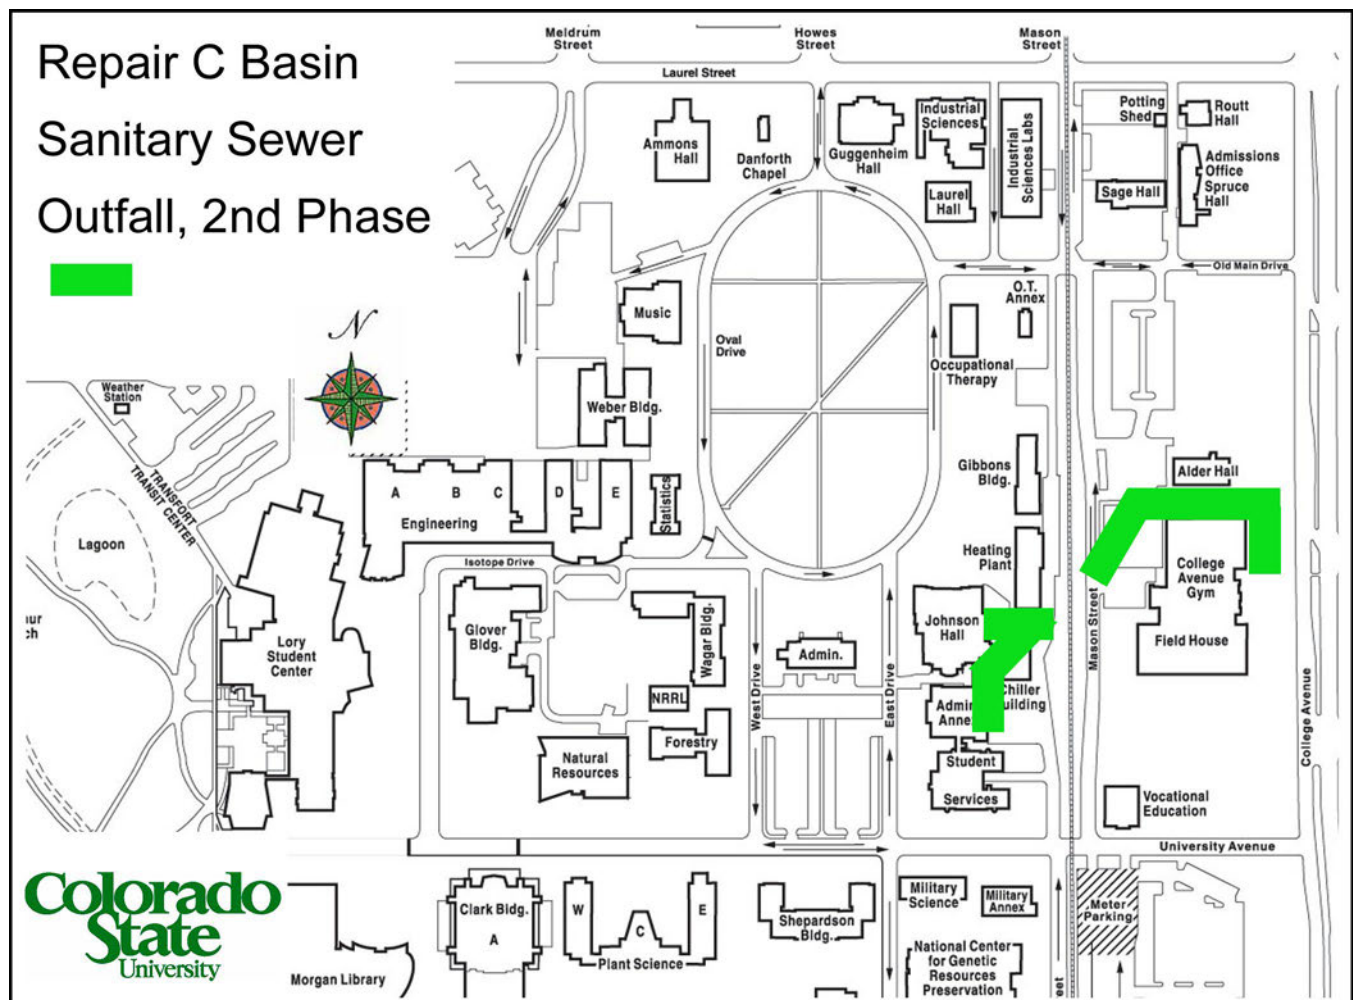 Repair C Basin
Sanitary Sewer
Outfall, 2nd Phase
Meldrum
Street
Howes
Street
Mason
Street
Laurel Street
Ammons
Hall
Danforth
Chapel
Guggenheim
Hall
Industrial
Sciences
Industrial
Sciences Labs
Laurel
Hall
Potting
Shed
Routt
Hall
Sage Hall
Admissions
Office
Spruce
Hall
Old Main Drive
N
Music
Oval
Drive
O.T.
Annex
Occupational
Therapy
Weather
Station
TRANSFORT
TRANSIT CENTER
Weber Bldg.
A
B
C
D
E
Engineering
Statistics
Gibbons
Bldg.
Alder Hall
Lagoon
Isotope Drive
Heating
Plant
College
Avenue
Gym
Field House
Mason Street
College Avenue
Lory
Student
Center
Glover
Bldg.
Wagar Bldg.
NRRL
Forestry
Natural
Resources
West Drive
Admin.
East Drive
Johnson
Hall
Student
Services
Vocational
Education
University Avenue
Colorado
State
University
Morgan Library
Clark Bldg.
A
W
C
E
Plant Science
Shepardson
Bldg.
Military
Science
Military
Annex
Meter
Parking
National Center
for Genetic
Resources
Preservation